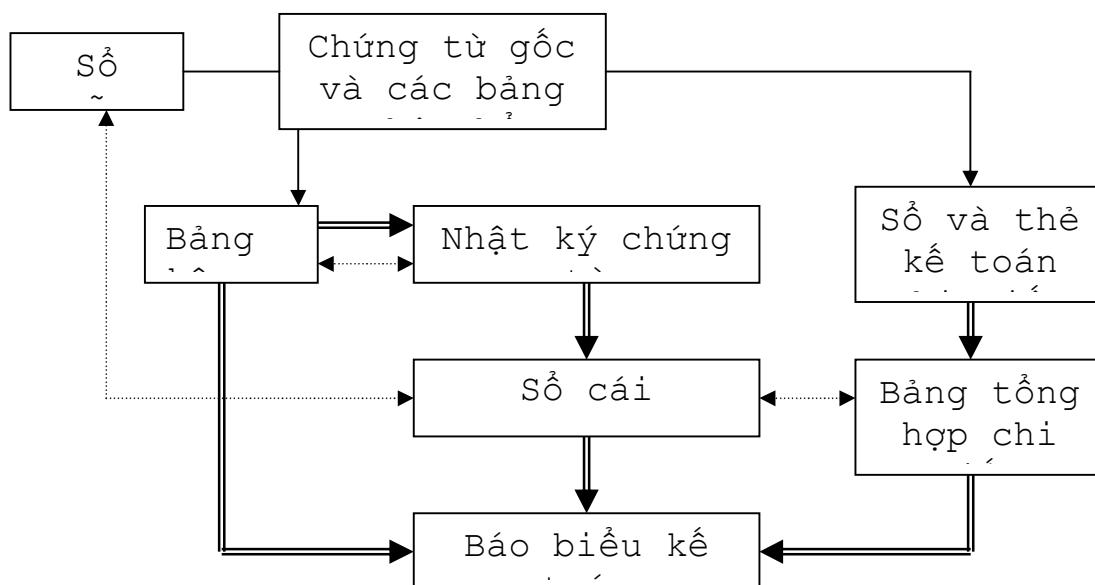 Sổ
Chứng từ gốc
và các bảng
Bảng
Nhật ký chứng
Sổ và thẻ
kế toán
Sổ cái
Bảng tổng
hợp chi
Báo biểu kế